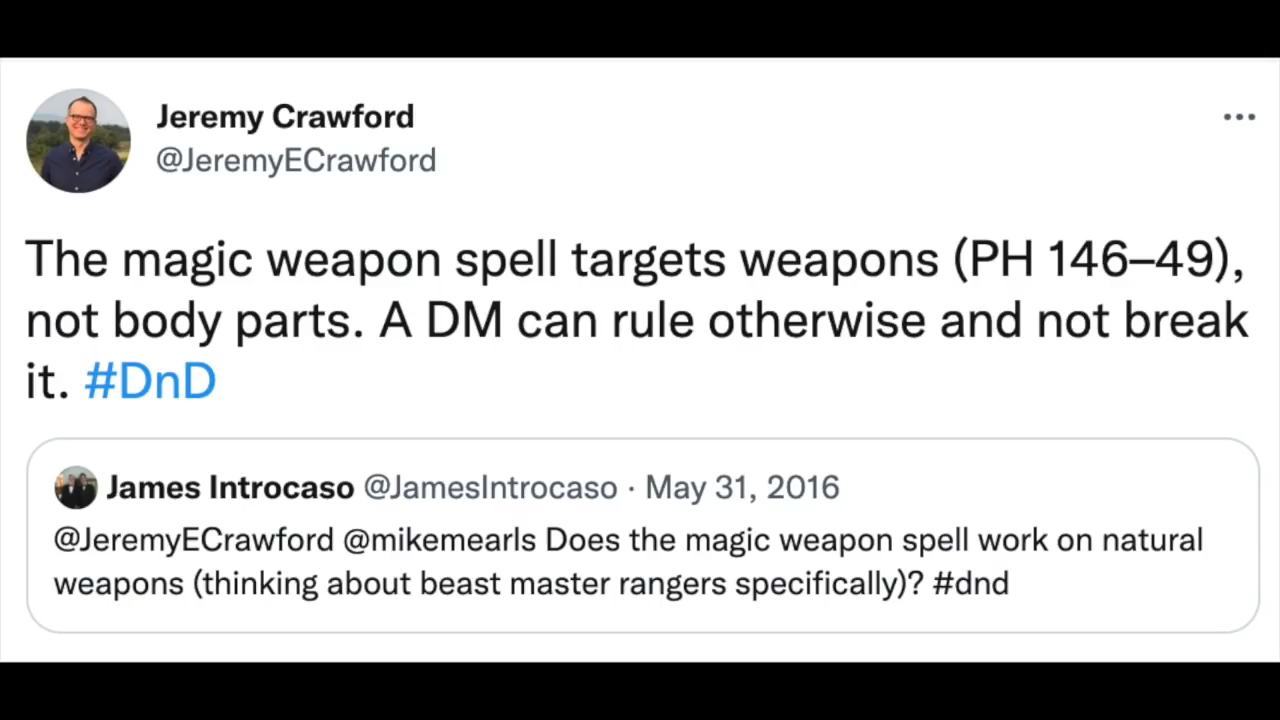 Jeremy Crawford
@JeremyECrawford
The magic weapon spell targets weapons (PH 146–49),
not body parts. A DM can rule otherwise and not break
it. #DnD
James Introcaso @JamesIntrocaso · May 31, 2016
@JeremyECrawford @mikemearls Does the magic weapon spell work on natural
weapons (thinking about beast master rangers specifically)? #dnd